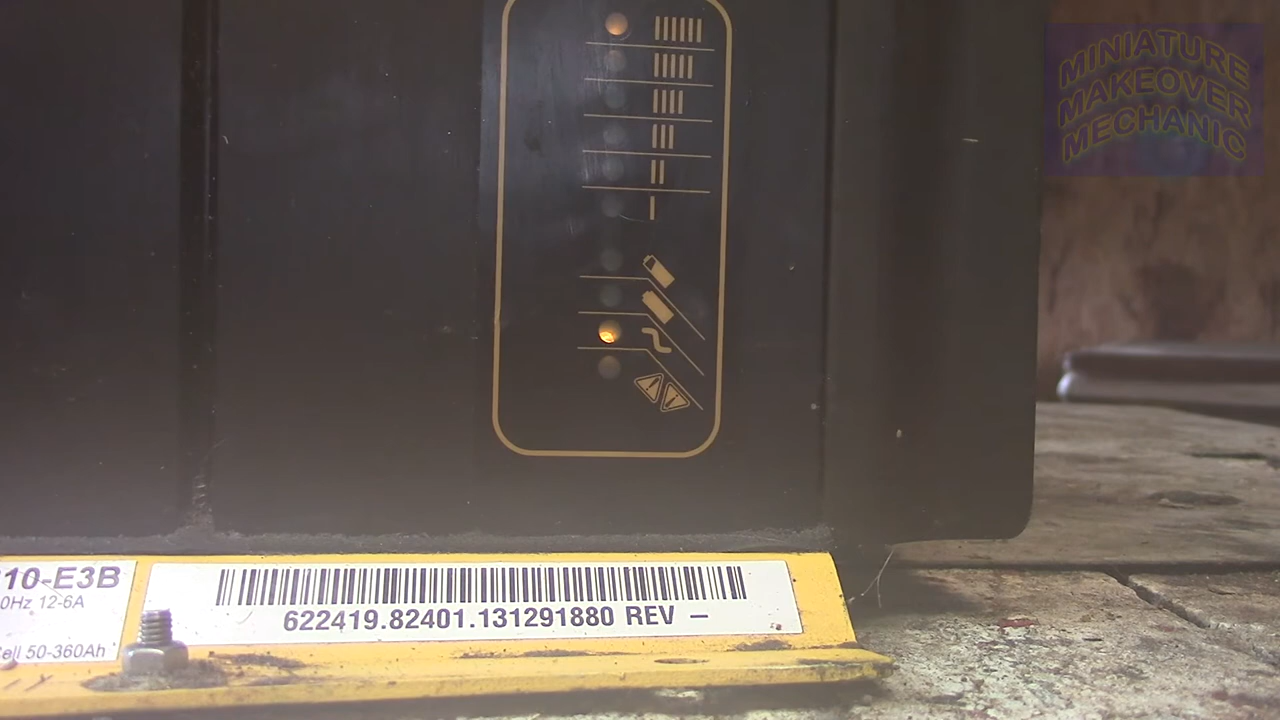 MINIATURE
MAKEOVER
MECHANIC
10-E3B
0Hz 12-6A
ell 50-360Ah
622419.82401.131291880 REV –